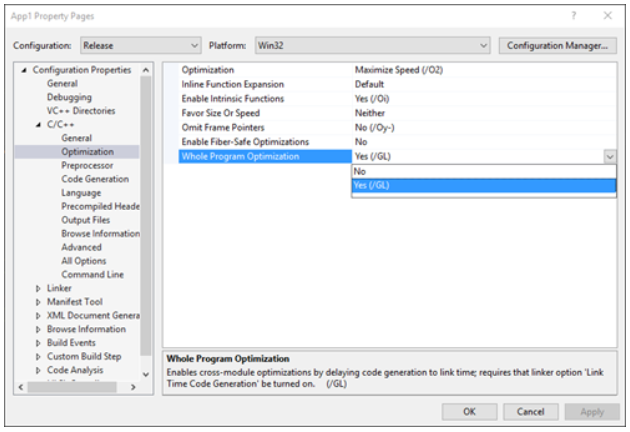 App1 Property Pages
? ×
Configuration: Release Platform: Win32 Configuration Manager...
Configuration Properties
General
Debugging
VC++ Directories
C/C++
General
Optimization
Preprocessor
Code Generation
Language
Precompiled Heade
Output Files
Browse Information
Advanced
All Options
Command Line
Linker
Manifest Tool
XML Document Genera
Browse Information
Build Events
Custom Build Step
Code Analysis
Optimization Maximize Speed (/O2)
Inline Function Expansion Default
Enable Intrinsic Functions Yes (/Oi)
Favor Size Or Speed Neither
Omit Frame Pointers No (/Oy-)
Enable Fiber-Safe Optimizations No
Whole Program Optimization Yes (/GL)
No
Yes (/GL)
Whole Program Optimization
Enables cross-module optimizations by delaying code generation to link time; requires that linker option 'Link
Time Code Generation' be turned on. (/GL)
OK Cancel Apply